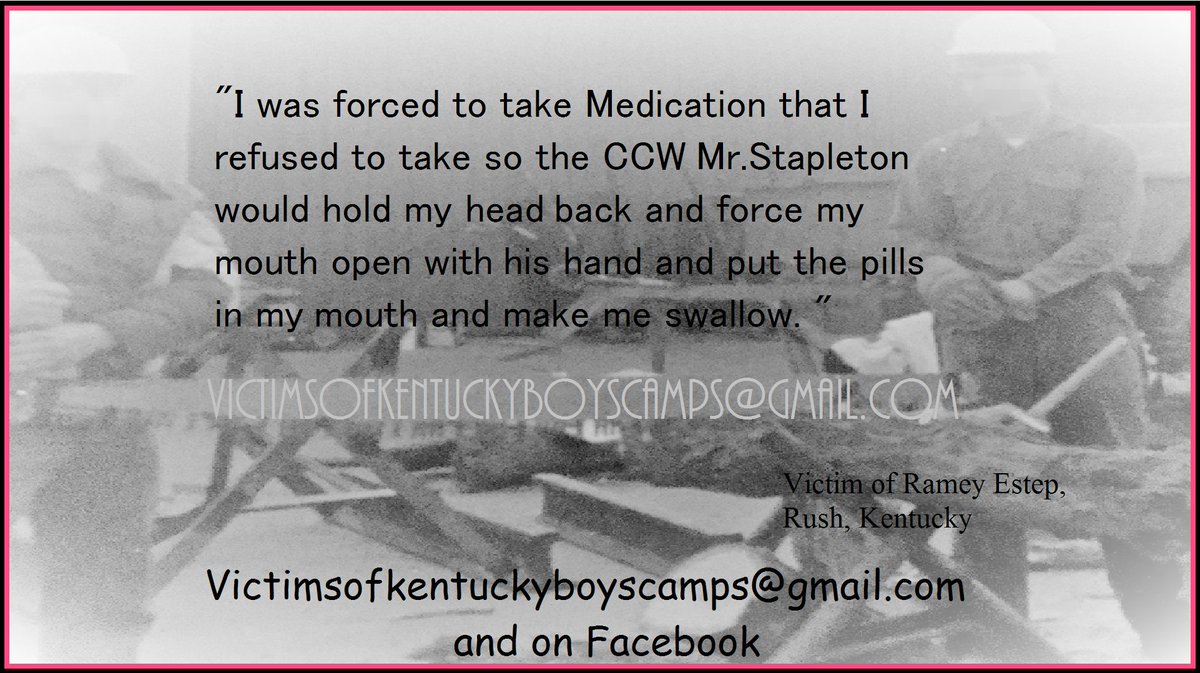 "I was forced to take Medication that I
refused to take so the CCW Mr.Stapleton
would hold my head back and force my
mouth open with his hand and put the pills
in my mouth and make me swallow. "
VICTIMSOFKENTUCKYBOYSCAMPS@GMAIL.COM
Victim of Ramey Estep,
Rush, Kentucky
Victimsofkentuckyboyscamps@gmail.com
and on Facebook